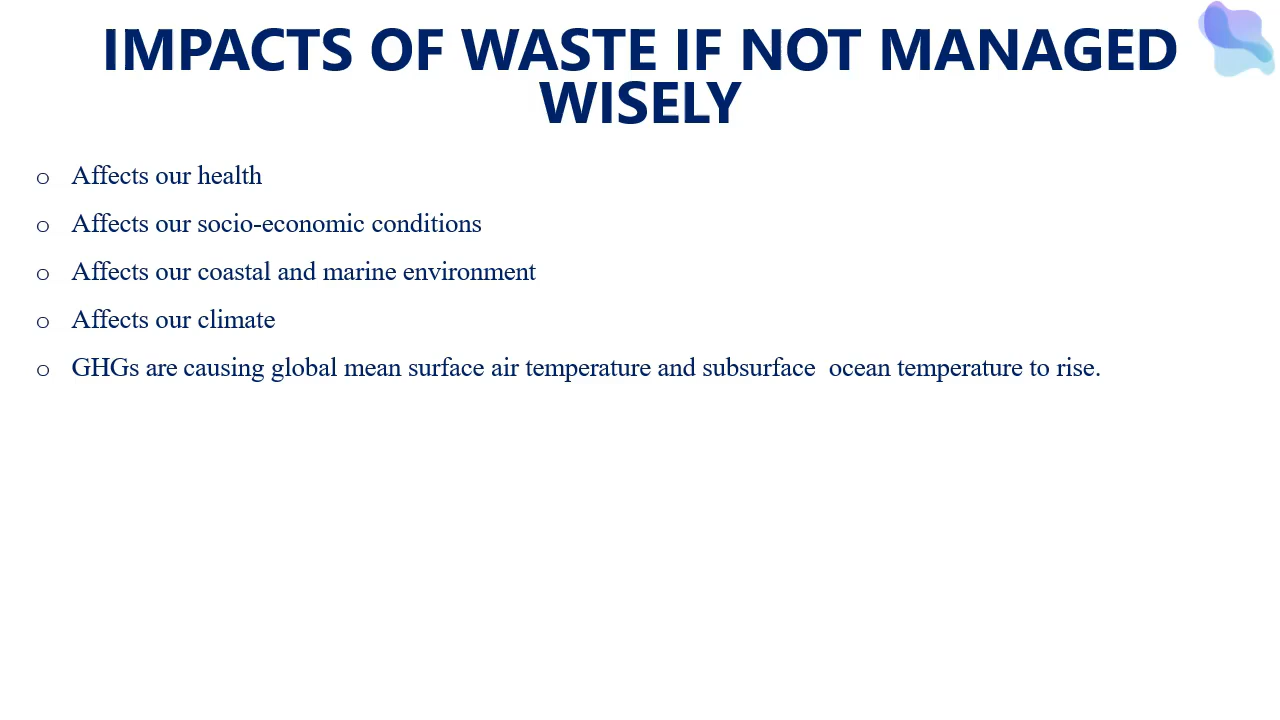 IMPACTS OF WASTE IF NOT MANAGED
WISELY
o Affects our health
o Affects our socio-economic conditions
o Affects our coastal and marine environment
o Affects our climate
o GHGs are causing global mean surface air temperature and subsurface  ocean temperature to rise.